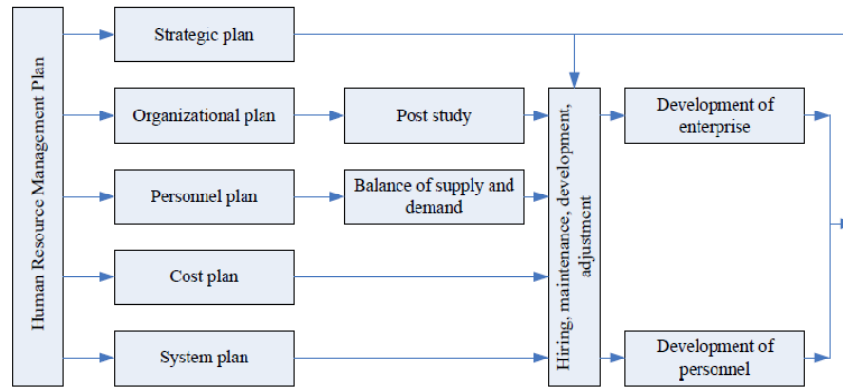 Human Resource Management Plan
Strategic plan
Organizational plan
Post study
Personnel plan
Balance of supply and
demand
Cost plan
System plan
Hiring, maintenance, development,
adjustment
Development of
enterprise
Development of
personnel